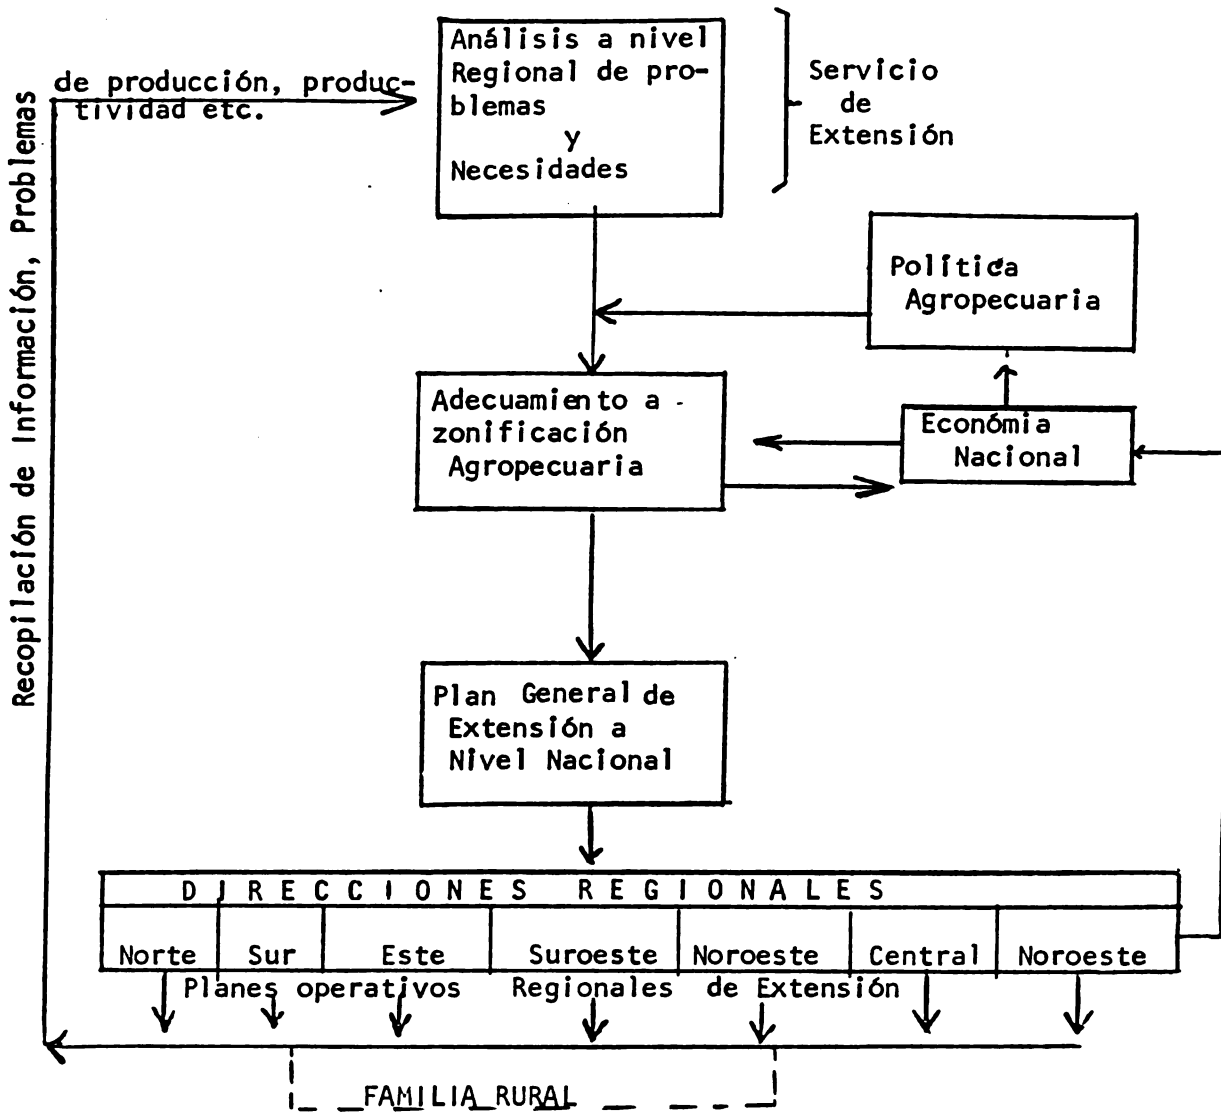 Recopilación de Información, Problemas
de producción, produc-
tividad etc.
Análisis a nivel
Regional de pro-
blemas
y
Necesidades
Servicio
de
Extensión
Política
Agropecuaria
Adecuamiento a
zonificación
Agropecuaria
Económia
Nacional
Plan General de
Extensión a
Nivel Nacional
DIRECCIONES REGIONALES
Norte Sur Este Suroeste Noroeste Central Noroeste
Planes operativos Regionales de Extensión
FAMILIA RURAL